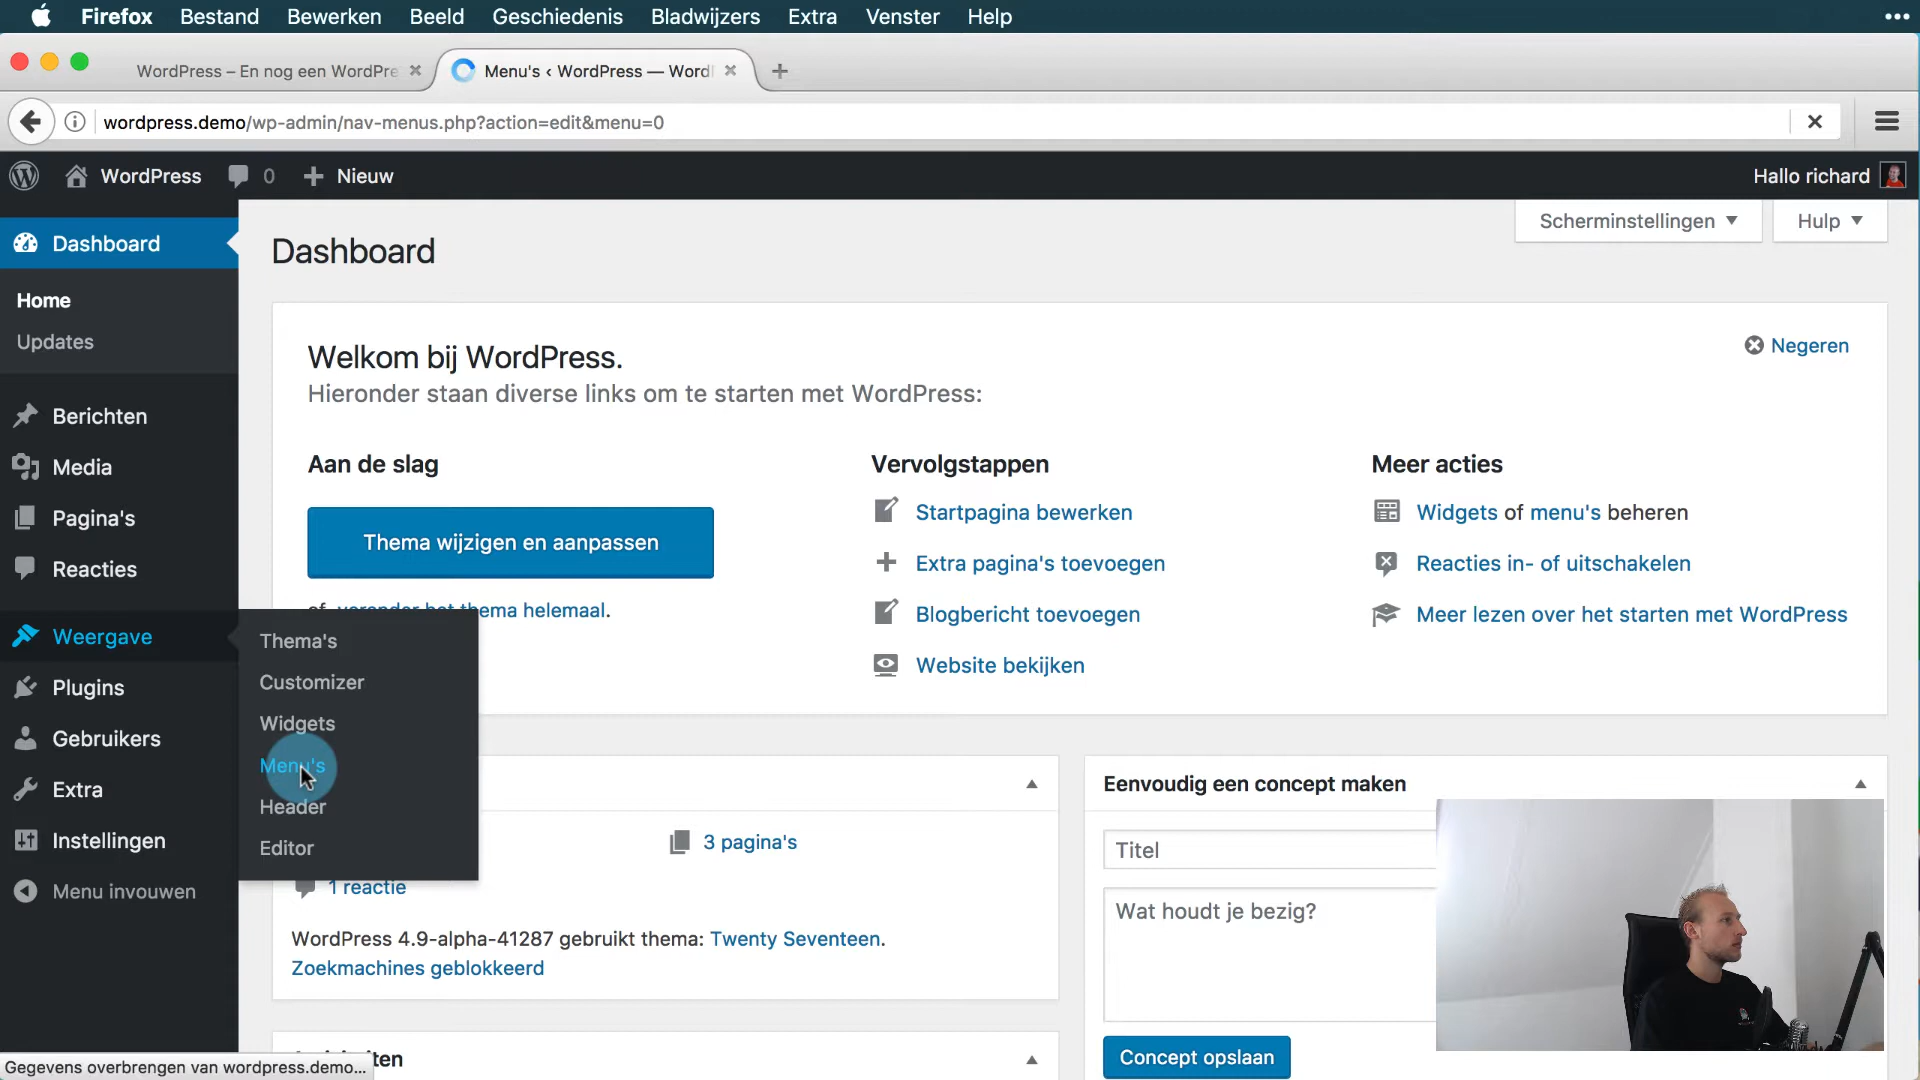 Firefox Bestand Bewerken Beeld Geschiedenis Bladwijzers Extra Venster Help
WordPress – En nog een WordPre
Menu's ‹ WordPress — Word
wordpress.demo/wp-admin/nav-menus.php?action=edit&menu=0
WordPress 0 Nieuw
Hallo richard
Scherminstellingen
Hulp
Dashboard
Home
Updates
Berichten
Media
Pagina's
Reacties
Weergave
Plugins
Gebruikers
Extra
Instellingen
Menu invouwen
Thema's
Customizer
Widgets
Menu's
Header
Editor
Dashboard
Welkom bij WordPress.
Hieronder staan diverse links om te starten met WordPress:
Negeren
Aan de slag
Thema wijzigen en aanpassen
helemaal.
Vervolgstappen
Startpagina bewerken
Extra pagina's toevoegen
Blogbericht toevoegen
Website bekijken
Meer acties
Widgets of menu's beheren
Reacties in- of uitschakelen
Meer lezen over het starten met WordPress
3 pagina's
1 reactie
WordPress 4.9-alpha-41287 gebruikt thema: Twenty Seventeen.
Zoekmachines geblokkeerd
Eenvoudig een concept maken
Titel
Wat houdt je bezig?
Concept opslaan
Gegevens overbrengen van wordpress.demo...